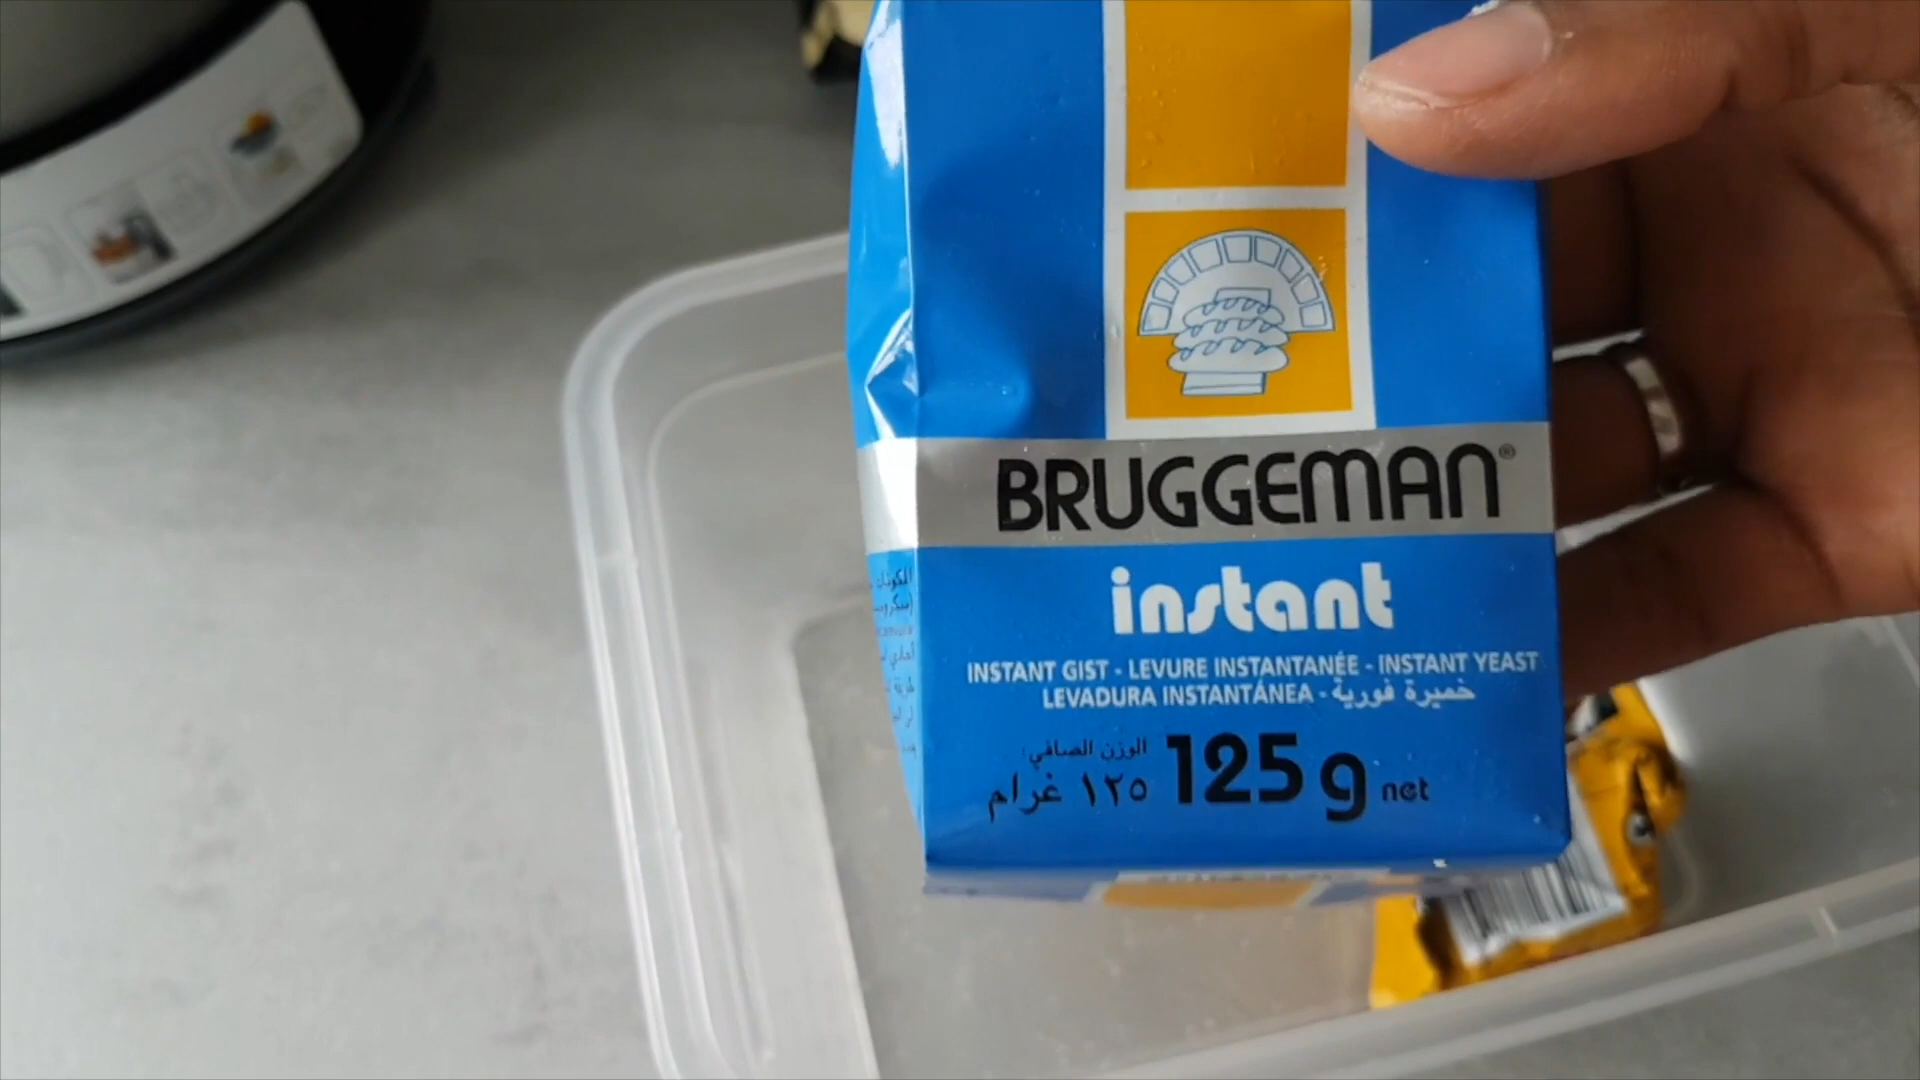 BRUGGEMAN®
instant
INSTANT GIST - LEVURE INSTANTANÉE - INSTANT YEAST
LEVADURA INSTANTÁNEA - خميرة فورية
الوزن الصافي:
١٢٥ غرام
125 g net